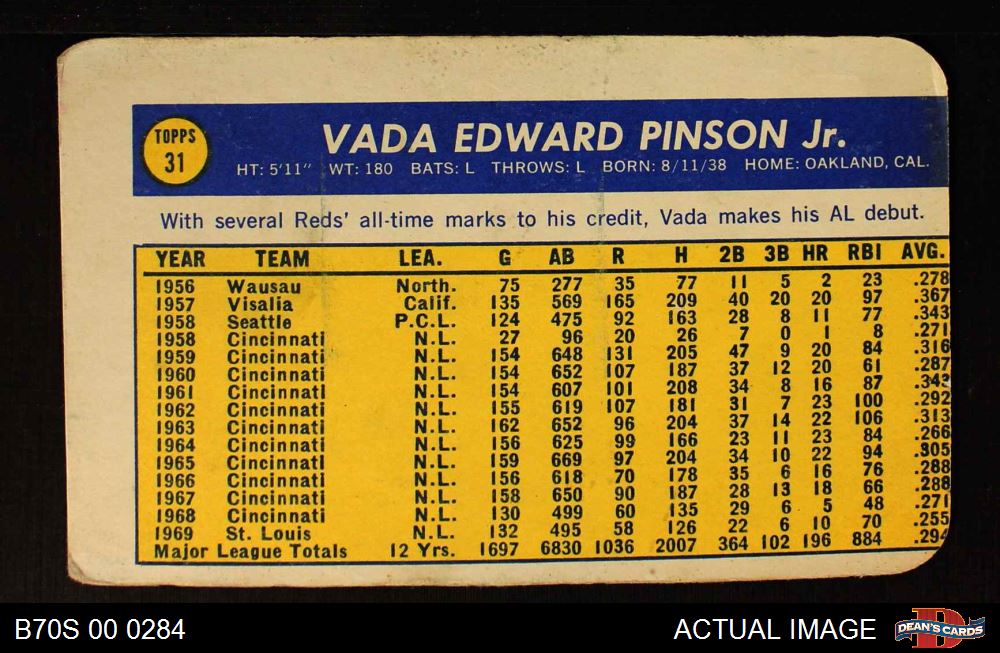 TOPPS
31
VADA EDWARD PINSON Jr.
HT: 5'11" WT: 180 BATS: L THROWS: L BORN: 8/11/38 HOME: OAKLAND, CAL.
With several Reds' all-time marks to his credit, Vada makes his AL debut.
YEAR TEAM LEA. G AB R H 2B 3B HR RBI AVG.
1956 Wausau North. 75 277 35 77 11 5 2 23 .278
1957 Visalia Calif. 135 569 165 209 40 20 20 97 .367
1958 Seattle P.C.L. 124 475 92 163 28 8 11 77 .343
1958 Cincinnati N.L. 27 96 20 26 7 0 1 8 .271
1959 Cincinnati N.L. 154 648 131 205 47 9 20 84 .316
1960 Cincinnati N.L. 154 652 107 187 37 12 20 61 .287
1961 Cincinnati N.L. 154 607 101 208 34 8 16 87 .343
1962 Cincinnati N.L. 155 619 107 181 31 7 23 100 .292
1963 Cincinnati N.L. 162 652 96 204 37 14 22 106 .313
1964 Cincinnati N.L. 156 625 99 166 23 11 23 84 .266
1965 Cincinnati N.L. 159 669 97 204 34 10 22 94 .305
1966 Cincinnati N.L. 156 618 70 178 35 6 16 76 .288
1967 Cincinnati N.L. 158 650 90 187 28 13 18 66 .288
1968 Cincinnati N.L. 130 499 60 135 29 6 5 48 .271
1969 St. Louis N.L. 132 495 58 126 22 6 10 70 .255
Major League Totals 12 Yrs. 1697 6830 1036 2007 364 102 196 884 .294
B70S 00 0284
ACTUAL IMAGE
DEAN'S CARDS